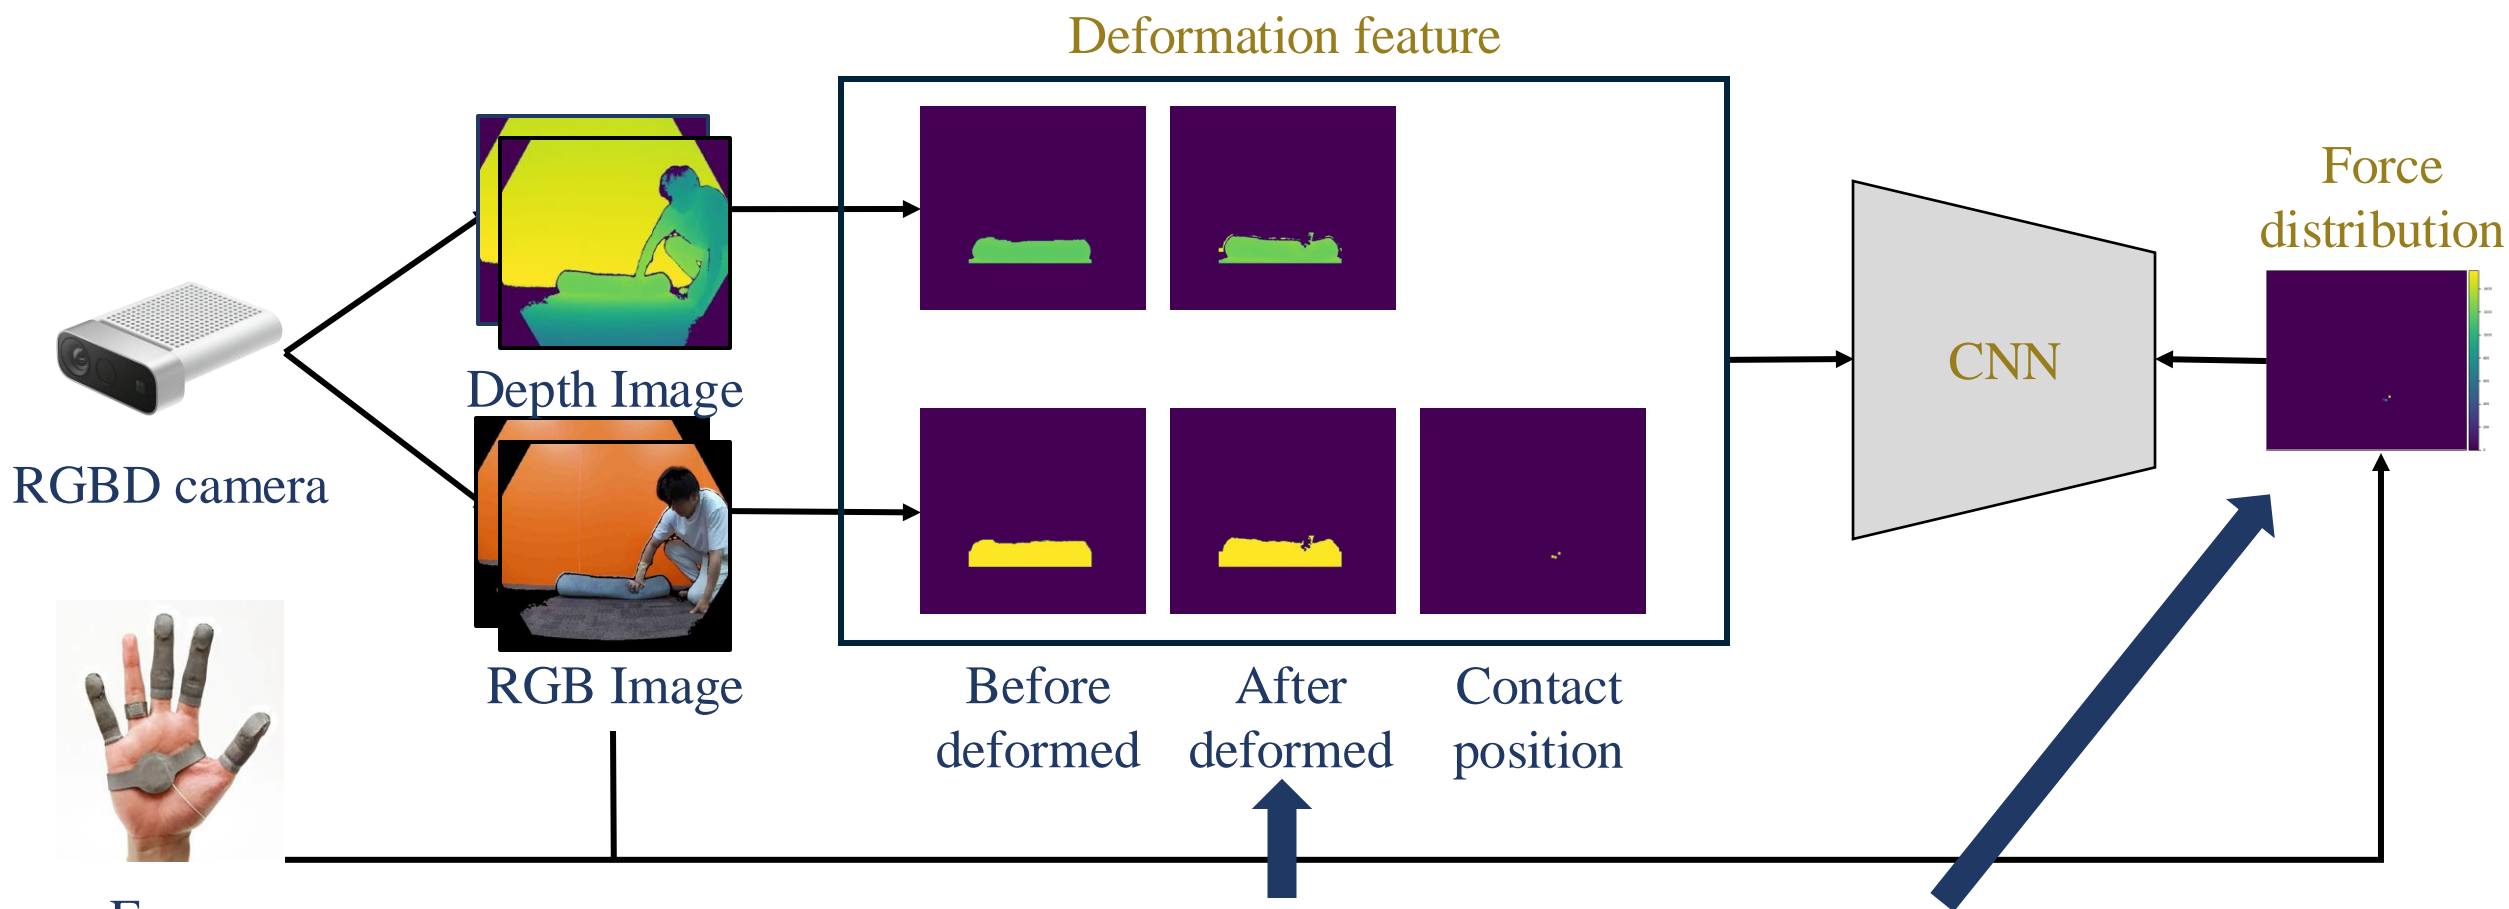 Deformation feature
Force
distribution
Depth Image
CNN
RGBD camera
RGB Image
Before
deformed
After
deformed
Contact
position